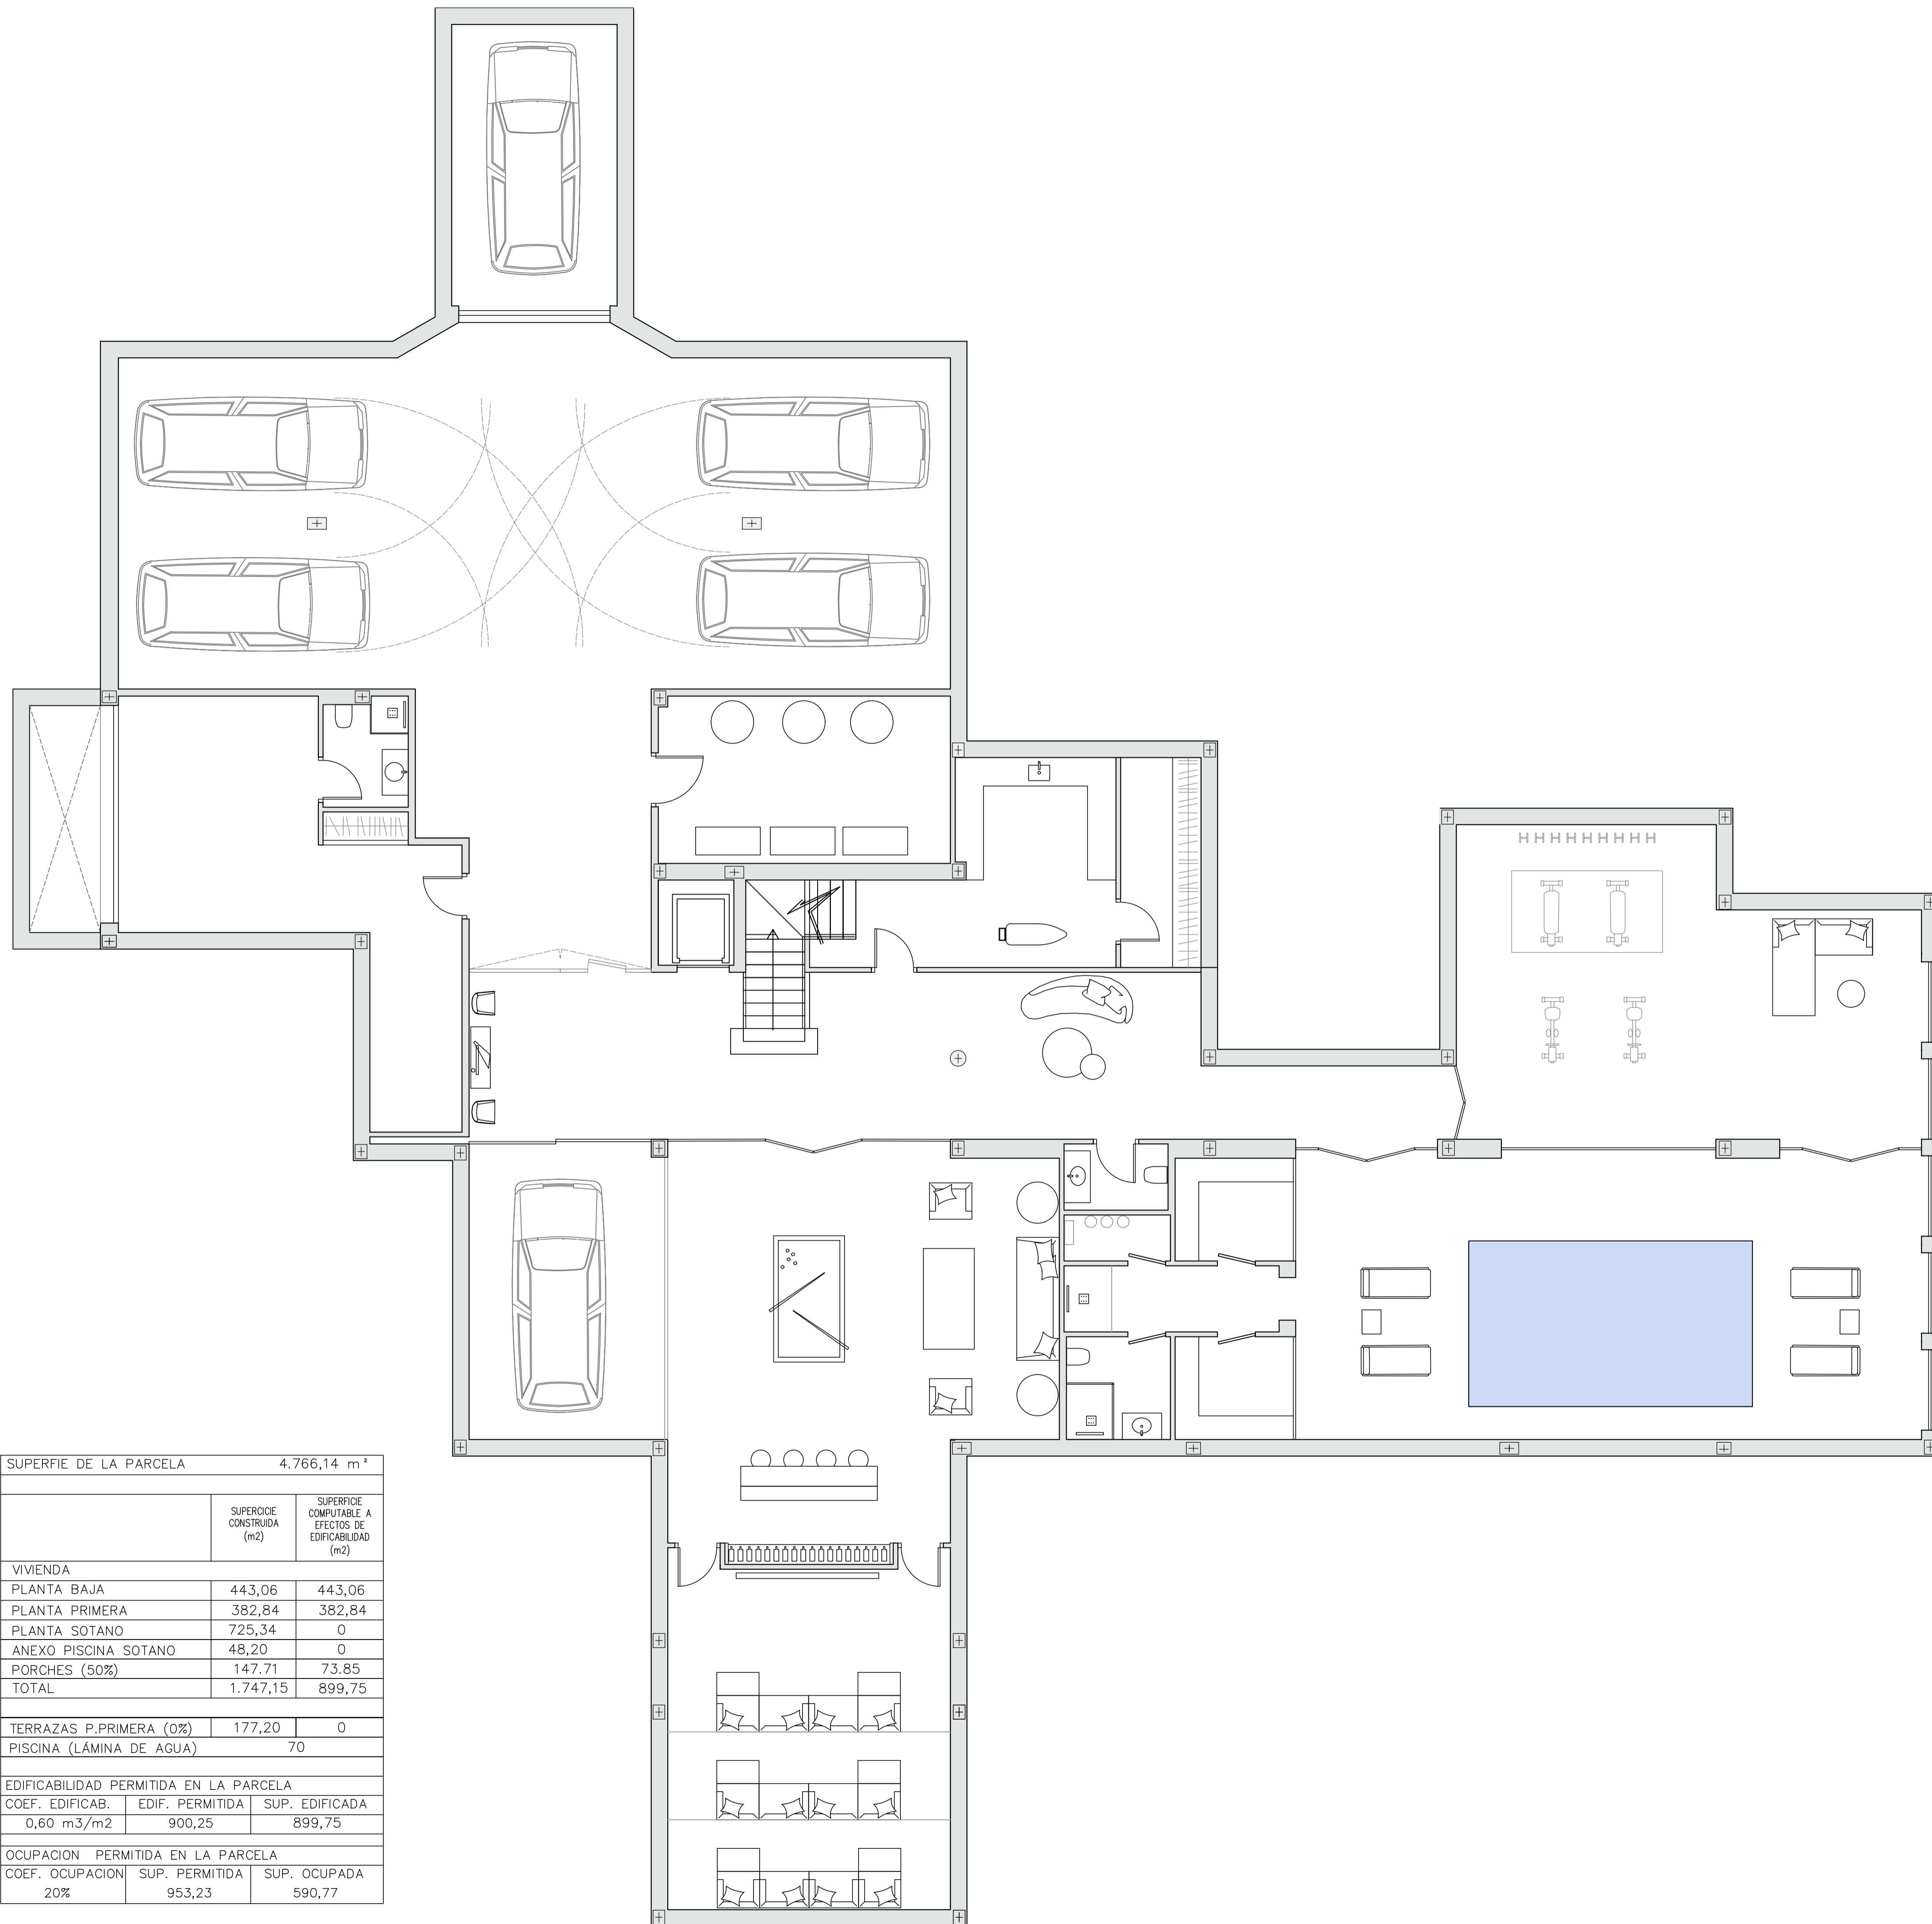 SUPERFIE DE LA PARCELA 4.766,14 m²
SUPERCICIE CONSTRUIDA (m2) SUPERFICIE COMPUTABLE A EFECTOS DE EDIFICABILIDAD (m2)
VIVIENDA
PLANTA BAJA 443,06 443,06
PLANTA PRIMERA 382,84 382,84
PLANTA SOTANO 725,34 0
ANEXO PISCINA SOTANO 48,20 0
PORCHES (50%) 147.71 73.85
TOTAL 1.747,15 899,75
TERRAZAS P.PRIMERA (0%) 177,20 0
PISCINA (LÁMINA DE AGUA) 70
EDIFICABILIDAD PERMITIDA EN LA PARCELA
COEF. EDIFICAB. EDIF. PERMITIDA SUP. EDIFICADA
0,60 m3/m2 900,25 899,75
OCUPACION PERMITIDA EN LA PARCELA
COEF. OCUPACION SUP. PERMITIDA SUP. OCUPADA
20% 953,23 590,77